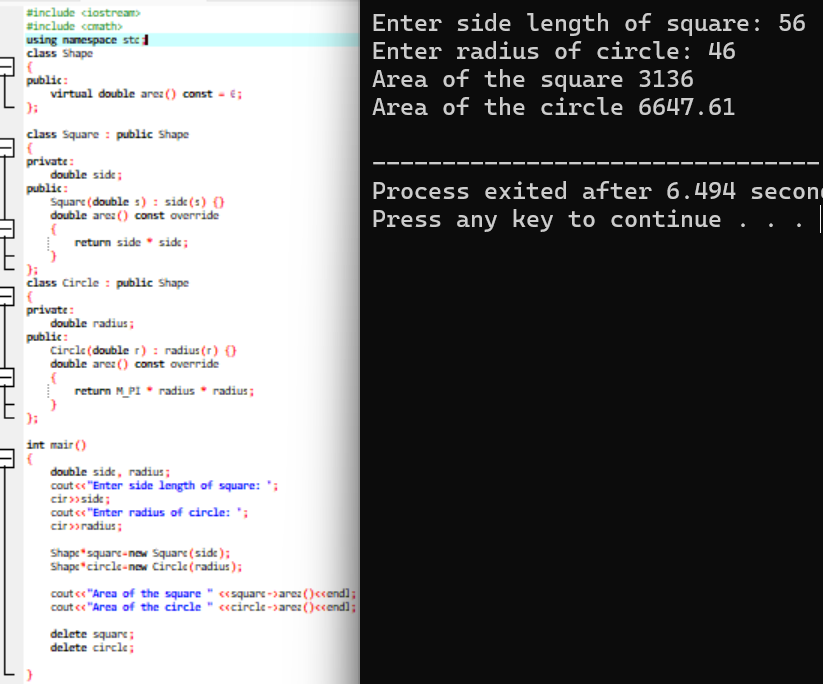 #include <iostream>
#include <cmath>
using namespace std;
class Shape
{
public:
virtual double area() const = 0;
};
class Square : public Shape
{
private:
double side;
public:
Square(double s) : side(s) {}
double area() const override
{
return side * side;
}
};
class Circle : public Shape
{
private:
double radius;
public:
Circle(double r) : radius(r) {}
double area() const override
{
return M_PI * radius * radius;
}
};
int main()
{
double side, radius;
cout<<"Enter side length of square: ";
cin>>side;
cout<<"Enter radius of circle: ";
cin>>radius;
Shape*square=new Square(side);
Shape*circle=new Circle(radius);
cout<<"Area of the square " <<square->area()<<endl;
cout<<"Area of the circle " <<circle->area()<<endl;
delete square;
delete circle;
}
Enter side length of square: 56
Enter radius of circle: 46
Area of the square 3136
Area of the circle 6647.61
--------------------------------
Process exited after 6.494 secon
Press any key to continue . . .